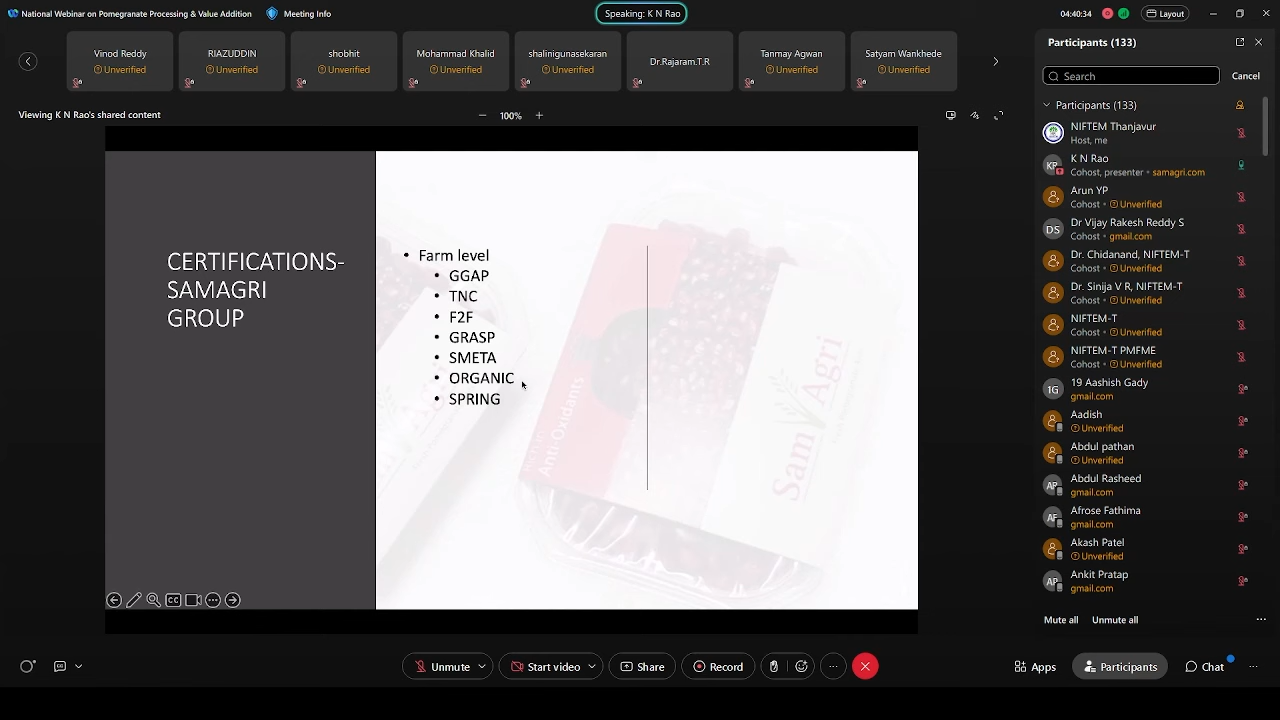 National Webinar on Pomegranate Processing & Value Addition
Meeting Info
Speaking: K N Rao
04:40:34
Layout
Vinod Reddy
Unverified
RIAZUDDIN
Unverified
shobhit
Unverified
Mohammad Khalid
Unverified
shalinigunasekaran
Unverified
Dr.Rajaram.T.R
Tanmay Agwan
Unverified
Satyam Wankhede
Unverified
Viewing K N Rao's shared content
100%
CERTIFICATIONS-
SAMAGRI
GROUP
• Farm level
• GGAP
• TNC
• F2F
• GRASP
• SMETA
• ORGANIC
• SPRING
Anti-Oxidants
Sam Agri
Participants (133)
Search
Cancel
Participants (133)
NIFTEM Thanjavur
Host, me
KR
K N Rao
Cohost, presenter • samagri.com
Arun YP
Cohost • Unverified
DS
Dr Vijay Rakesh Reddy S
Cohost • gmail.com
Dr. Chidanand, NIFTEM-T
Cohost • Unverified
Dr. Sinija V R, NIFTEM-T
Cohost • Unverified
NIFTEM-T
Cohost • Unverified
NIFTEM-T PMFME
Cohost • Unverified
1G
19 Aashish Gady
gmail.com
Aadish
Unverified
Abdul pathan
Unverified
AR
Abdul Rasheed
gmail.com
AF
Afrose Fathima
gmail.com
Akash Patel
Unverified
AP
Ankit Pratap
gmail.com
Mute all
Unmute all
CC
Unmute
Start video
Share
Record
Apps
Participants
Chat